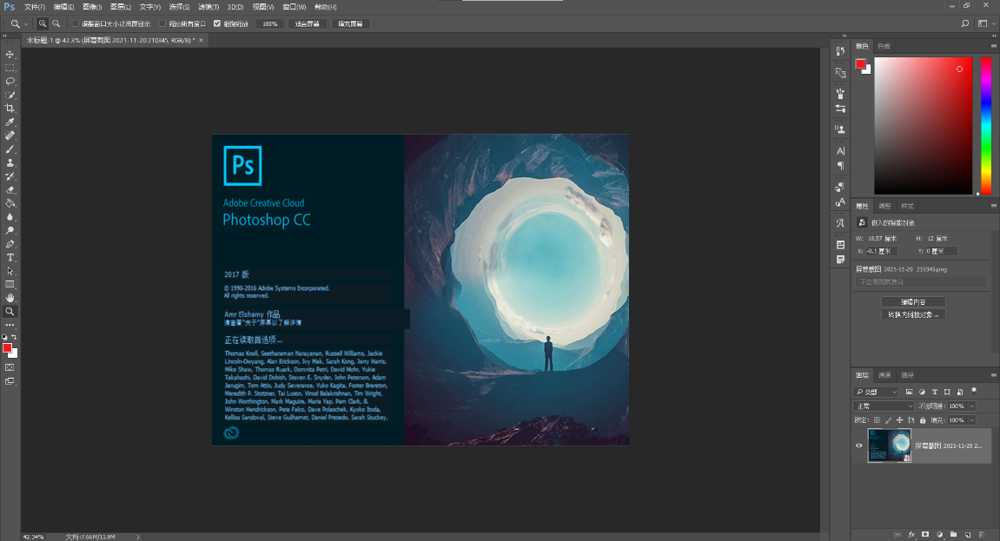 Ps 文件(F) 编辑(E) 图像(I) 图层(L) 文字(Y) 选择(S) 滤镜(T) 3D(D) 视图(V) 窗口(W) 帮助(H)
调整窗口大小以满屏显示 缩放所有窗口 细微缩放 100% 适合屏幕 填充屏幕
未标题-1 @ 42.3% (屏幕截图 2021-11-20 210345, RGB/8) * ×
Ps
Adobe Creative Cloud
Photoshop CC
2017 版
© 1990-2016 Adobe Systems Incorporated.
All rights reserved.
Amr Elshamy 作品
请查看"关于"屏幕以了解详情
正在读取首选项...
Thomas Knoll, Seetharaman Narayanan, Russell Williams, Jackie
Lincoln-Owyang, Alan Erickson, Ivy Mak, Sarah Kong, Jerry Harris,
Mike Shaw, Thomas Ruark, Domnita Petri, David Mohr, Yukie
Takahashi, David Dobish, Steven E. Snyder, John Peterson, Adam
Jerugim, Tom Attix, Judy Severance, Yuko Kagita, Foster Brereton,
Meredith P. Stotzner, Tai Luxon, Vinod Balakrishnan, Tim Wright,
John Worthington, Mark Maguire, Maria Yap, Pam Clark, B.
Winston Hendrickson, Pete Falco, Dave Polaschek, Kyoko Itoda,
Kellisa Sandoval, Steve Guilhamet, Daniel Presedo, Sarah Stuckey,
颜色 色板
属性 调整 样式
嵌入的智能对象
W: 18.57 厘米 H: 12 厘米
X: -0.1 厘米 Y: 0 厘米
屏幕截图 2021-11-20 210345.png
不应用图层复合
编辑内容
转换为链接对象...
图层 通道 路径
类型
正常 不透明度: 100%
锁定: 填充: 100%
屏幕截图 2021-11-20 2...
fx
42.34% 文档:7.66M/11.9M